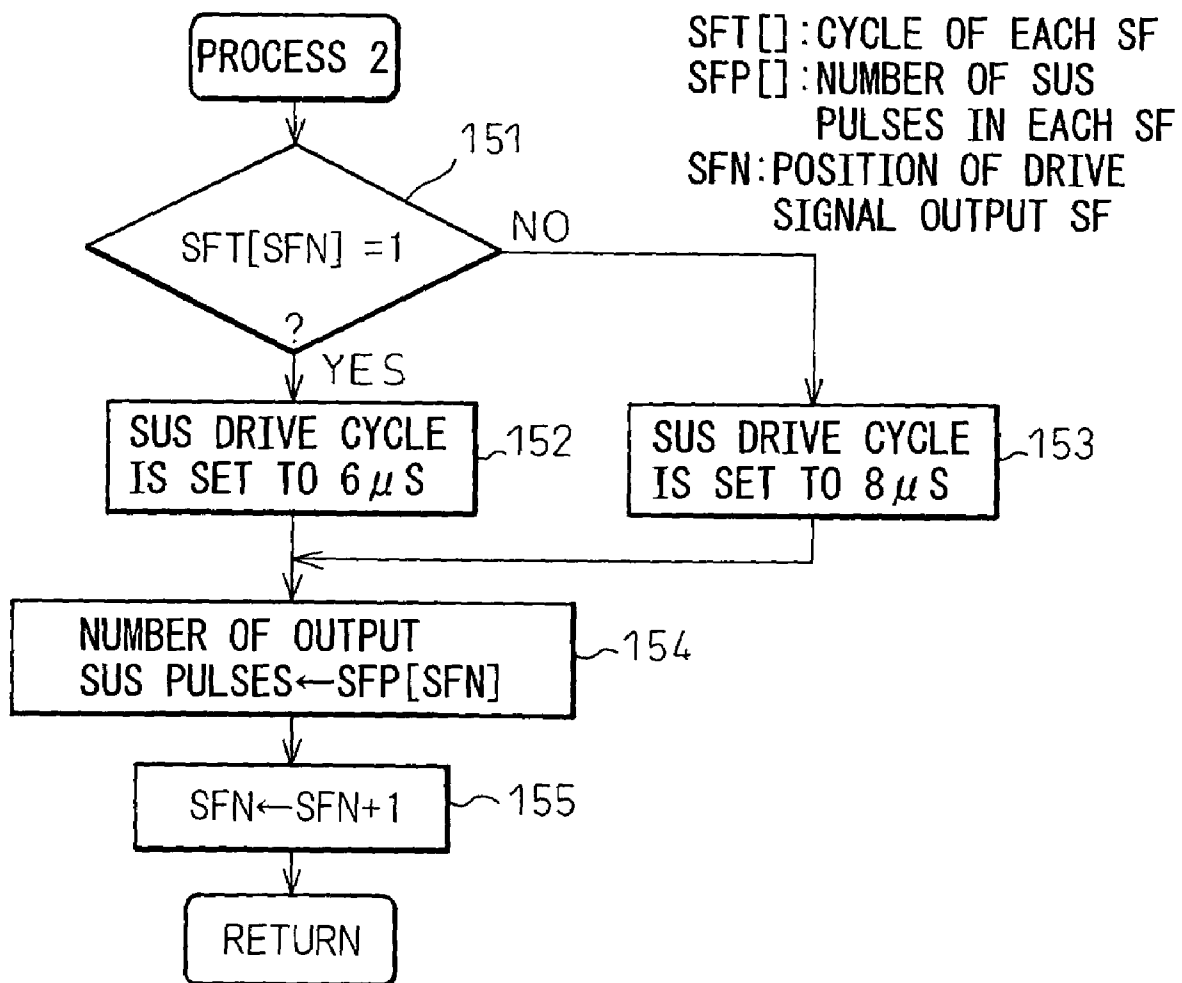 PROCESS 2
SFT[]:CYCLE OF EACH SF
SFP[]:NUMBER OF SUS
PULSES IN EACH SF
SFN:POSITION OF DRIVE
SIGNAL OUTPUT SF
151
SFT[SFN] =1
?
NO
YES
SUS DRIVE CYCLE
IS SET TO 6μS
152
SUS DRIVE CYCLE
IS SET TO 8μS
153
NUMBER OF OUTPUT
SUS PULSES←SFP[SFN]
154
SFN←SFN+1
155
RETURN